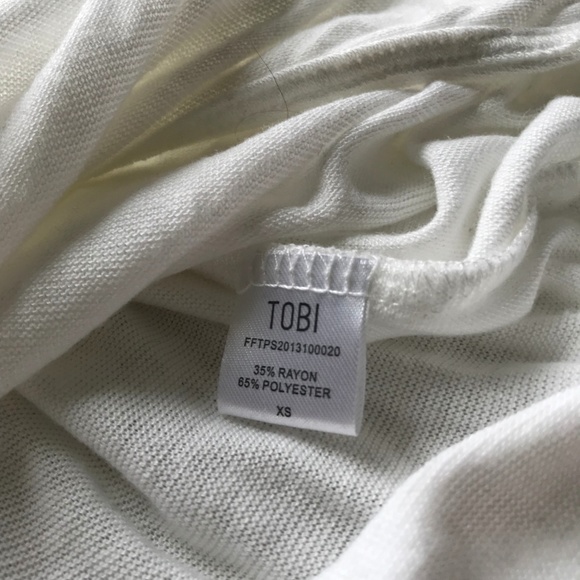 TOBI
FFTPS2013100020
35% RAYON
65% POLYESTER
XS